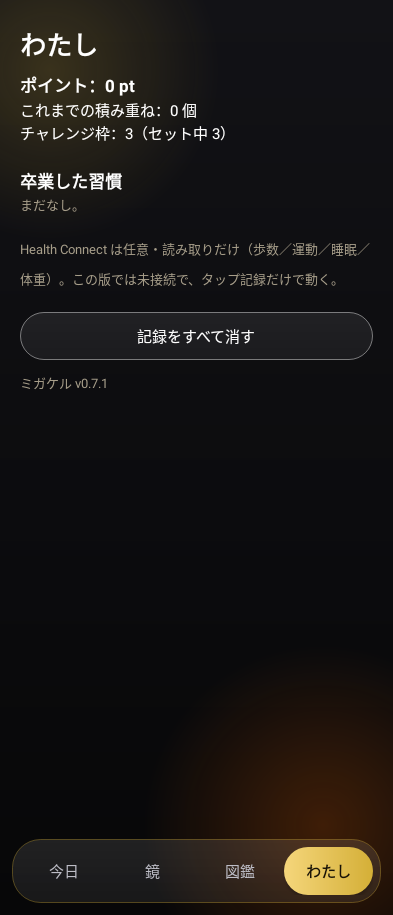 わたし
ポイント：0 pt
これまでの積み重ね：0 個
チャレンジ枠：3（セット中 3）
卒業した習慣
まだなし。
Health Connect は任意・読み取りだけ（歩数／運動／睡眠／
体重）。この版では未接続で、タップ記録だけで動く。
記録をすべて消す
ミガケル v0.7.1
今日
鏡
図鑑
わたし